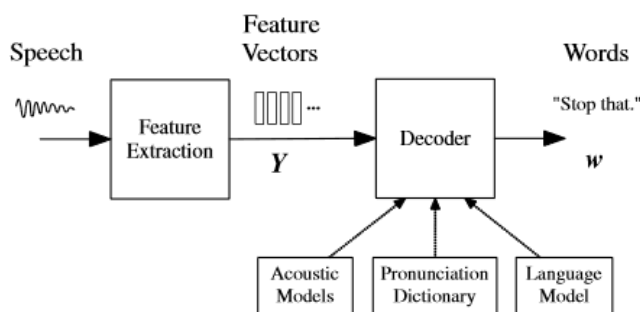 Speech
Feature
Vectors
Words
...
"Stop that."
Feature
Extraction
Y
Decoder
w
Acoustic
Models
Pronunciation
Dictionary
Language
Model